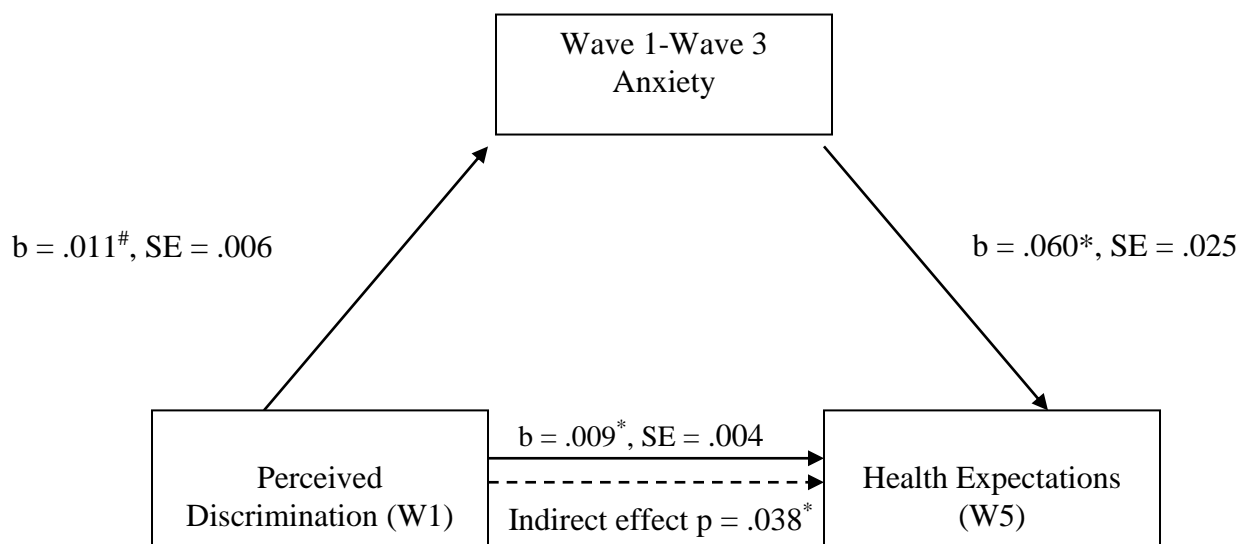 Wave 1-Wave 3
Anxiety
b = .011#, SE = .006
b = .060*, SE = .025
b = .009*, SE = .004
Perceived
Discrimination (W1)
Indirect effect p = .038*
Health Expectations
(W5)